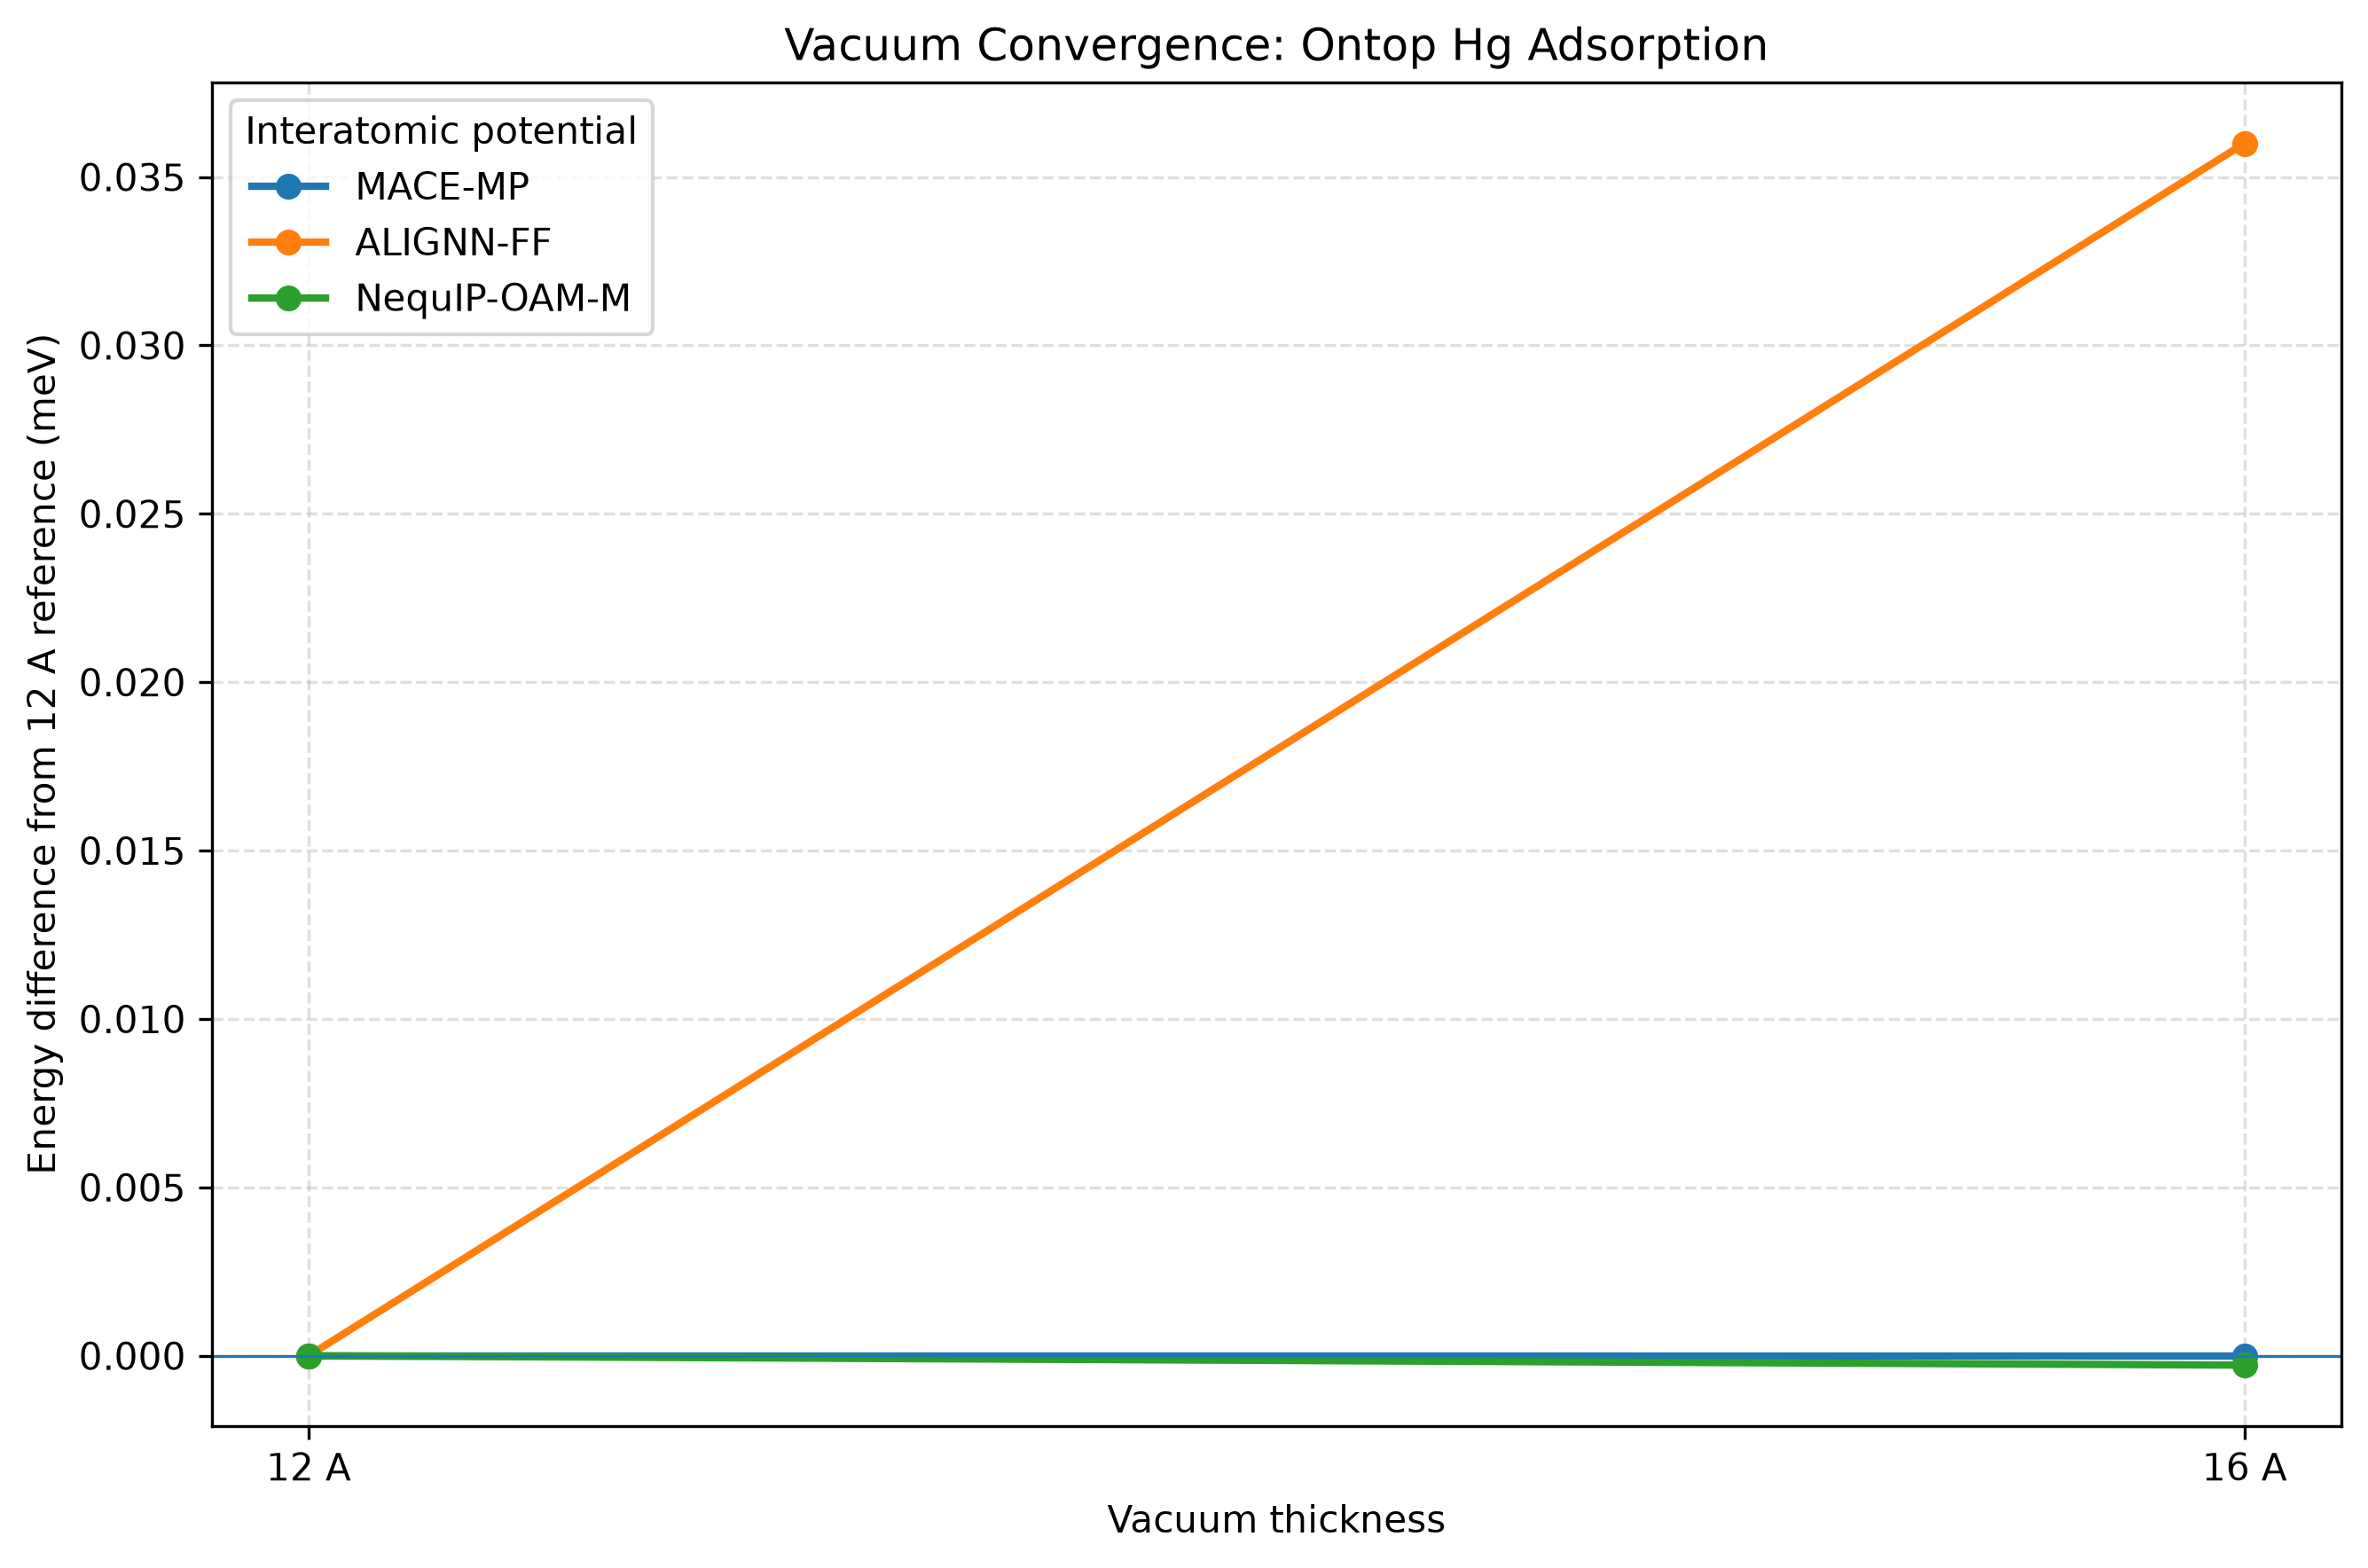 Vacuum Convergence: Ontop Hg Adsorption
Interatomic potential
MACE-MP
ALIGNN-FF
NequIP-OAM-M
Energy difference from 12 A reference (meV)
0.035
0.030
0.025
0.020
0.015
0.010
0.005
0.000
12 A
16 A
Vacuum thickness